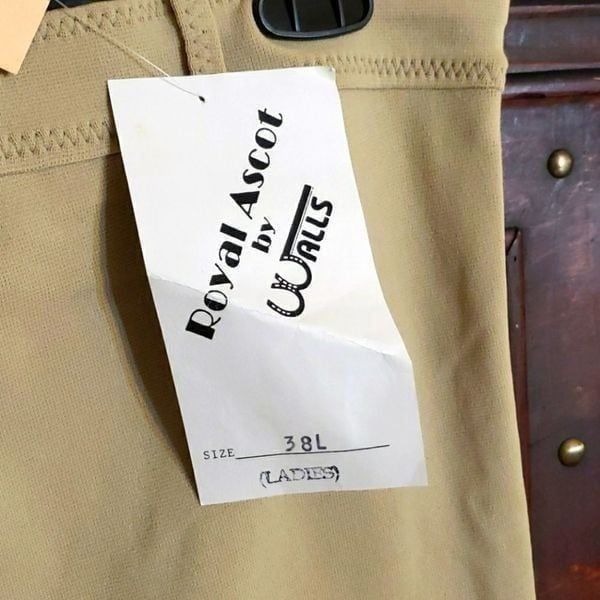 Royal Ascot
by
WALLS
SIZE 38L
(LADIES)